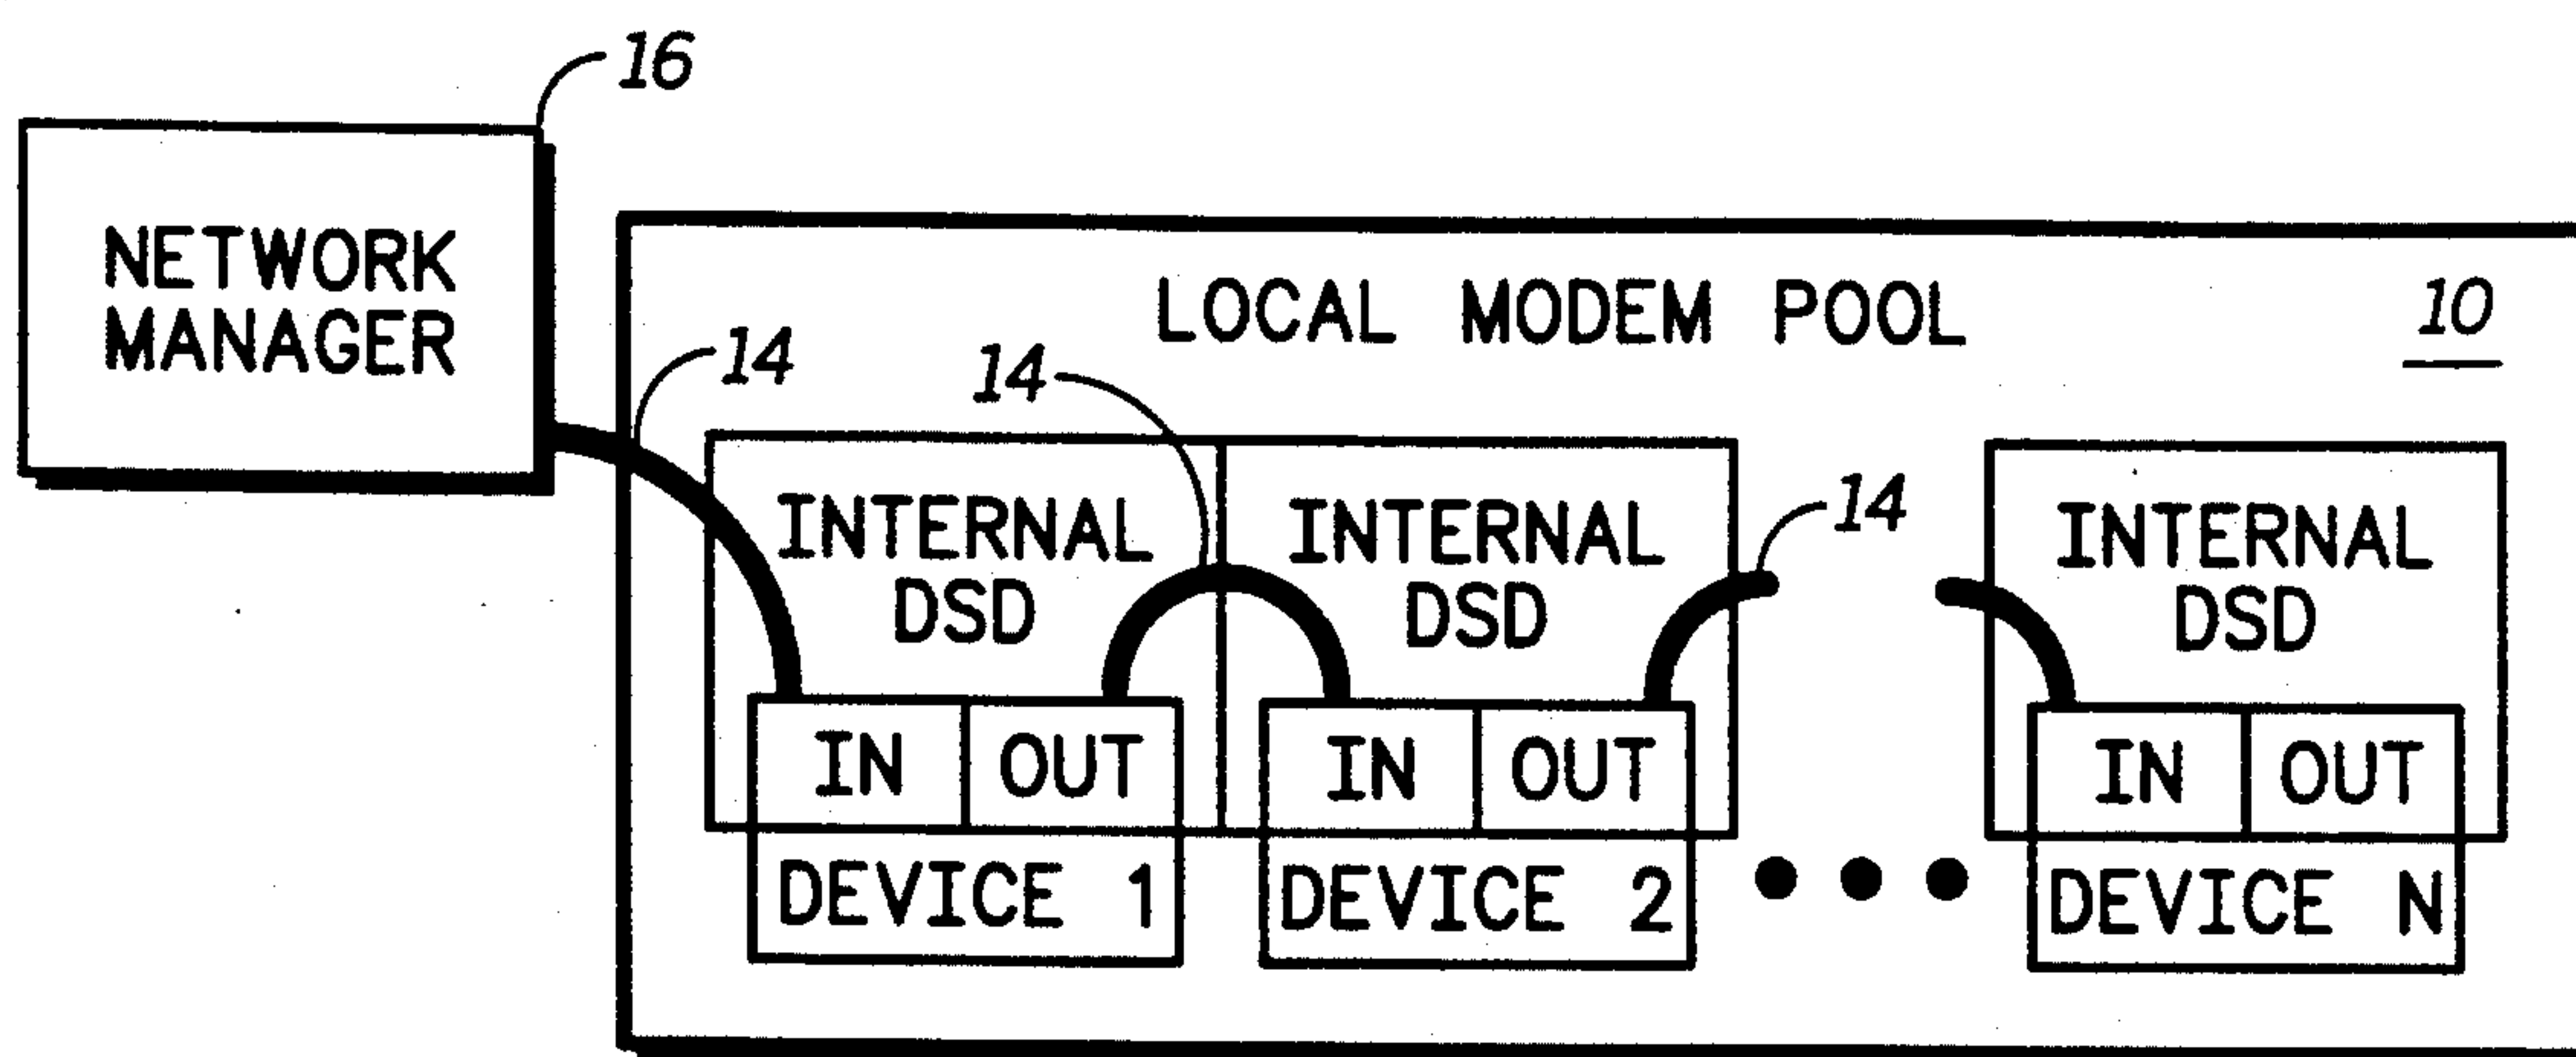 16
NETWORK
MANAGER
LOCAL MODEM POOL
10
14
14
14
INTERNAL
DSD
INTERNAL
DSD
INTERNAL
DSD
IN
OUT
IN
OUT
IN
OUT
DEVICE 1
DEVICE 2
DEVICE N